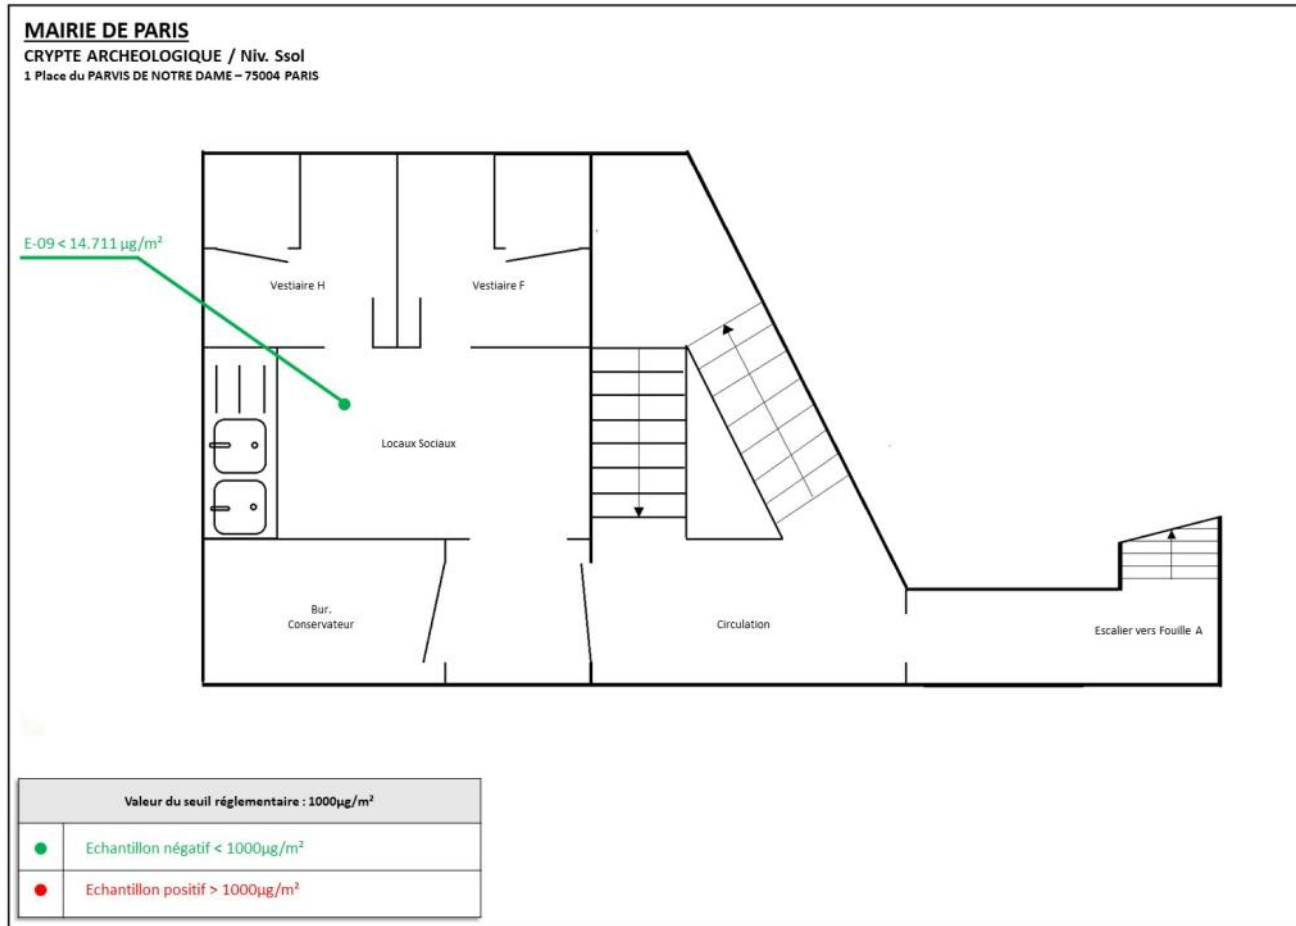 MAIRIE DE PARIS
CRYPTE ARCHEOLOGIQUE / Niv. Ssol
1 Place du PARVIS DE NOTRE DAME – 75004 PARIS
E-09 < 14.711 µg/m²
Vestiaire H
Vestiaire F
Locaux Sociaux
Bur.
Conservateur
Circulation
Escalier vers Fouille A
Valeur du seuil réglementaire : 1000µg/m²
Echantillon négatif < 1000µg/m²
Echantillon positif > 1000µg/m²